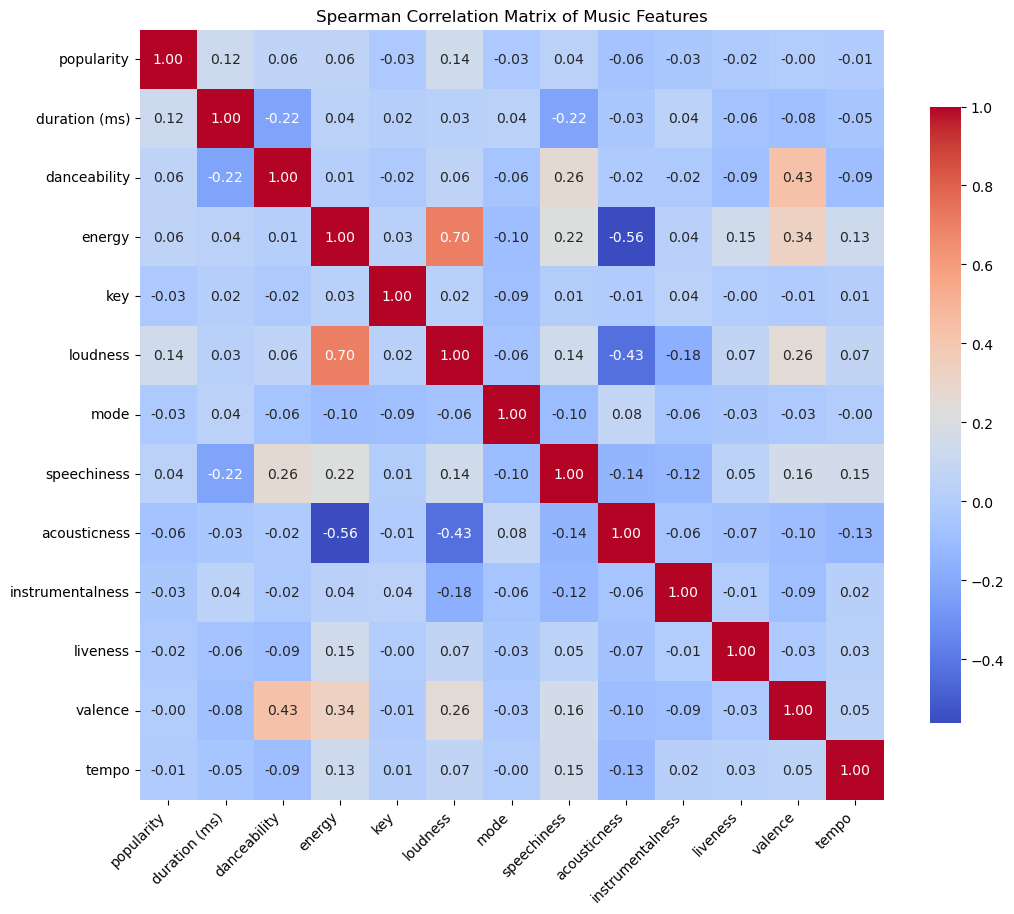 Spearman Correlation Matrix of Music Features
popularity 1.00 0.12 0.06 0.06 -0.03 0.14 -0.03 0.04 -0.06 -0.03 -0.02 -0.00 -0.01
duration (ms) 0.12 1.00 -0.22 0.04 0.02 0.03 0.04 -0.22 -0.03 0.04 -0.06 -0.08 -0.05
danceability 0.06 -0.22 1.00 0.01 -0.02 0.06 -0.06 0.26 -0.02 -0.02 -0.09 0.43 -0.09
energy 0.06 0.04 0.01 1.00 0.03 0.70 -0.10 0.22 -0.56 0.04 0.15 0.34 0.13
key -0.03 0.02 -0.02 0.03 1.00 0.02 -0.09 0.01 -0.01 0.04 -0.00 -0.01 0.01
loudness 0.14 0.03 0.06 0.70 0.02 1.00 -0.06 0.14 -0.43 -0.18 0.07 0.26 0.07
mode -0.03 0.04 -0.06 -0.10 -0.09 -0.06 1.00 -0.10 0.08 -0.06 -0.03 -0.03 -0.00
speechiness 0.04 -0.22 0.26 0.22 0.01 0.14 -0.10 1.00 -0.14 -0.12 0.05 0.16 0.15
acousticness -0.06 -0.03 -0.02 -0.56 -0.01 -0.43 0.08 -0.14 1.00 -0.06 -0.07 -0.10 -0.13
instrumentalness -0.03 0.04 -0.02 0.04 0.04 -0.18 -0.06 -0.12 -0.06 1.00 -0.01 -0.09 0.02
liveness -0.02 -0.06 -0.09 0.15 -0.00 0.07 -0.03 0.05 -0.07 -0.01 1.00 -0.03 0.03
valence -0.00 -0.08 0.43 0.34 -0.01 0.26 -0.03 0.16 -0.10 -0.09 -0.03 1.00 0.05
tempo -0.01 -0.05 -0.09 0.13 0.01 0.07 -0.00 0.15 -0.13 0.02 0.03 0.05 1.00
popularity
duration (ms)
danceability
energy
key
loudness
mode
speechiness
acousticness
instrumentalness
liveness
valence
tempo
1.0
0.8
0.6
0.4
0.2
0.0
−0.2
−0.4